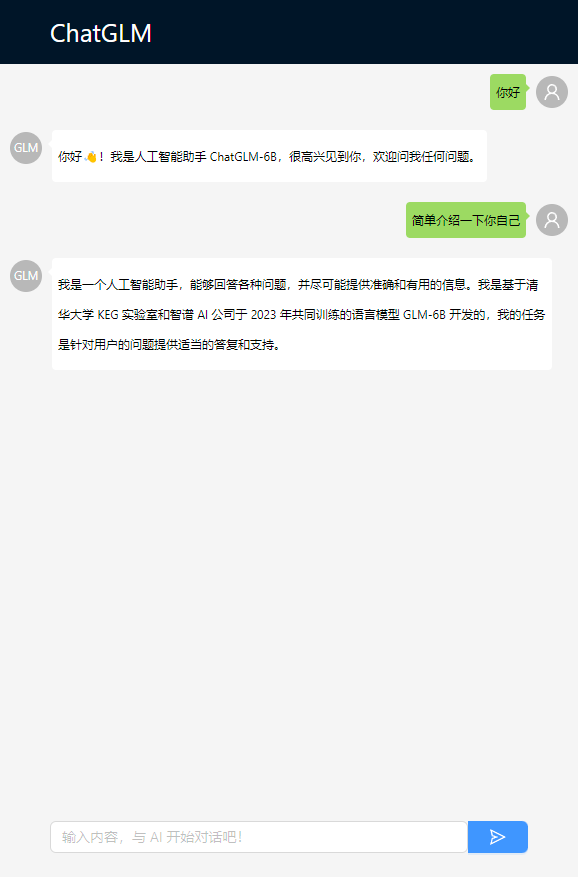 ChatGLM
你好
GLM
你好👋！我是人工智能助手 ChatGLM-6B，很高兴见到你，欢迎问我任何问题。
简单介绍一下你自己
GLM
我是一个人工智能助手，能够回答各种问题，并尽可能提供准确和有用的信息。我是基于清
华大学 KEG 实验室和智谱 AI 公司于 2023 年共同训练的语言模型 GLM-6B 开发的，我的任务
是针对用户的问题提供适当的答复和支持。
输入内容，与 AI 开始对话吧！